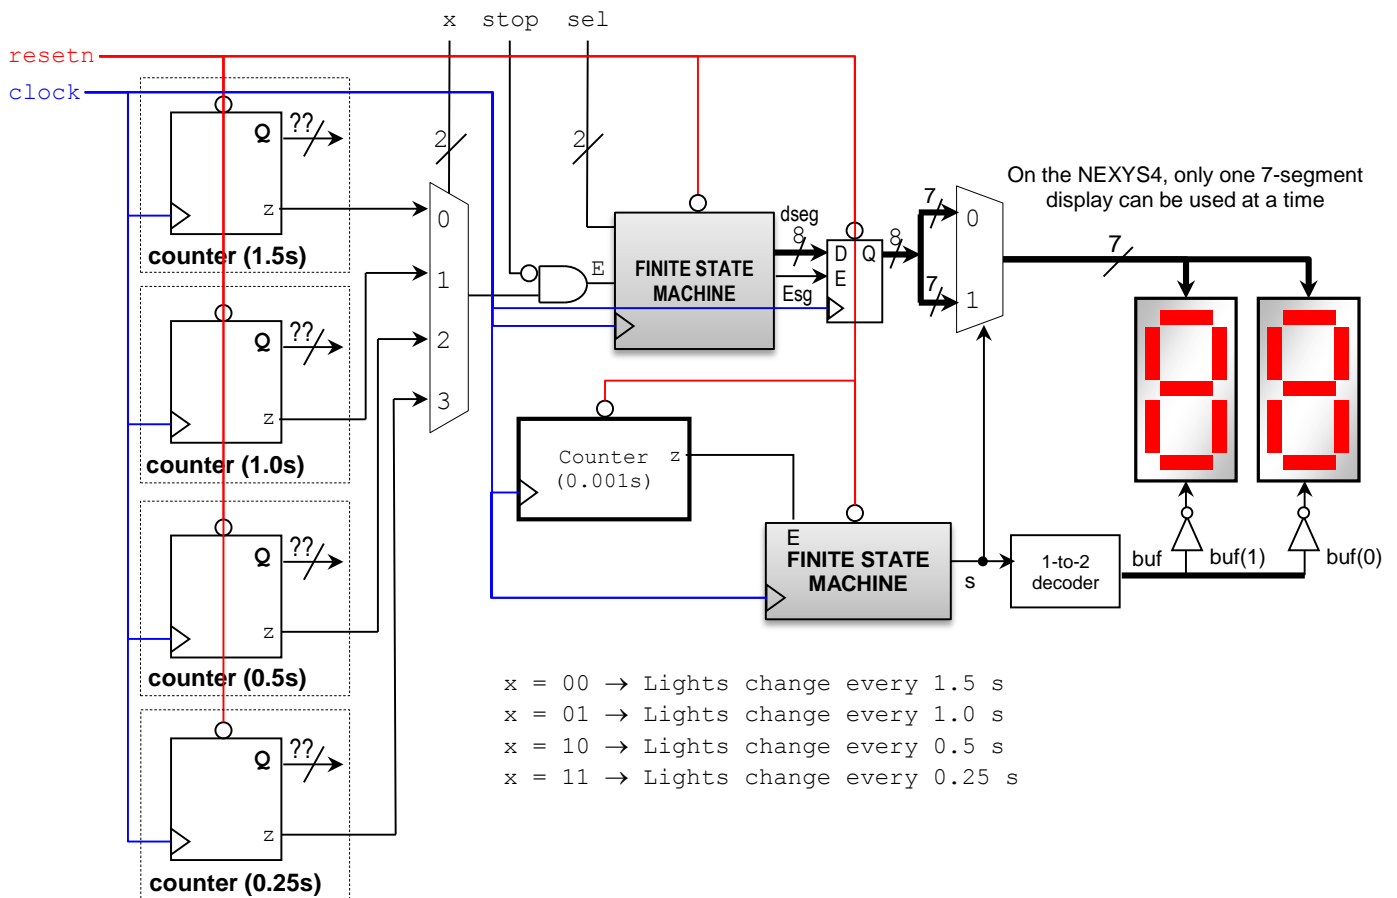 x stop sel
resetn
clock
Q ??
z
counter (1.5s)
Q ??
z
counter (1.0s)
Q ??
z
counter (0.5s)
Q ??
z
counter (0.25s)
2
0
1
2
3
2
E
FINITE STATE
MACHINE
dseg
8
Esg
D Q
E
8
7
7
0
1
On the NEXYS4, only one 7-segment
display can be used at a time
7
Counter
(0.001s)
z
E
FINITE STATE
MACHINE
s
1-to-2
decoder
buf
buf(1)
buf(0)
x = 00 → Lights change every 1.5 s
x = 01 → Lights change every 1.0 s
x = 10 → Lights change every 0.5 s
x = 11 → Lights change every 0.25 s